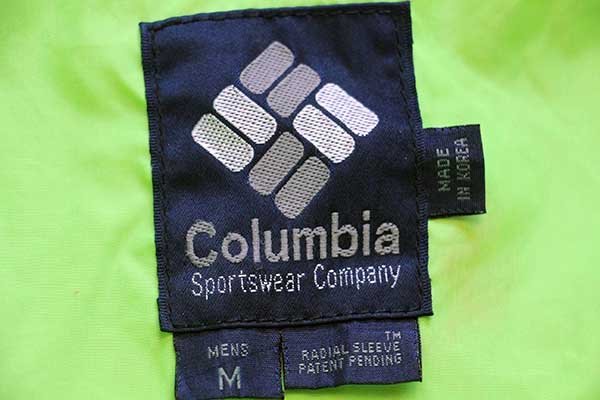 Columbia
Sportswear Company
MADE
IN KOREA
MENS
M
RADIAL SLEEVE™
PATENT PENDING